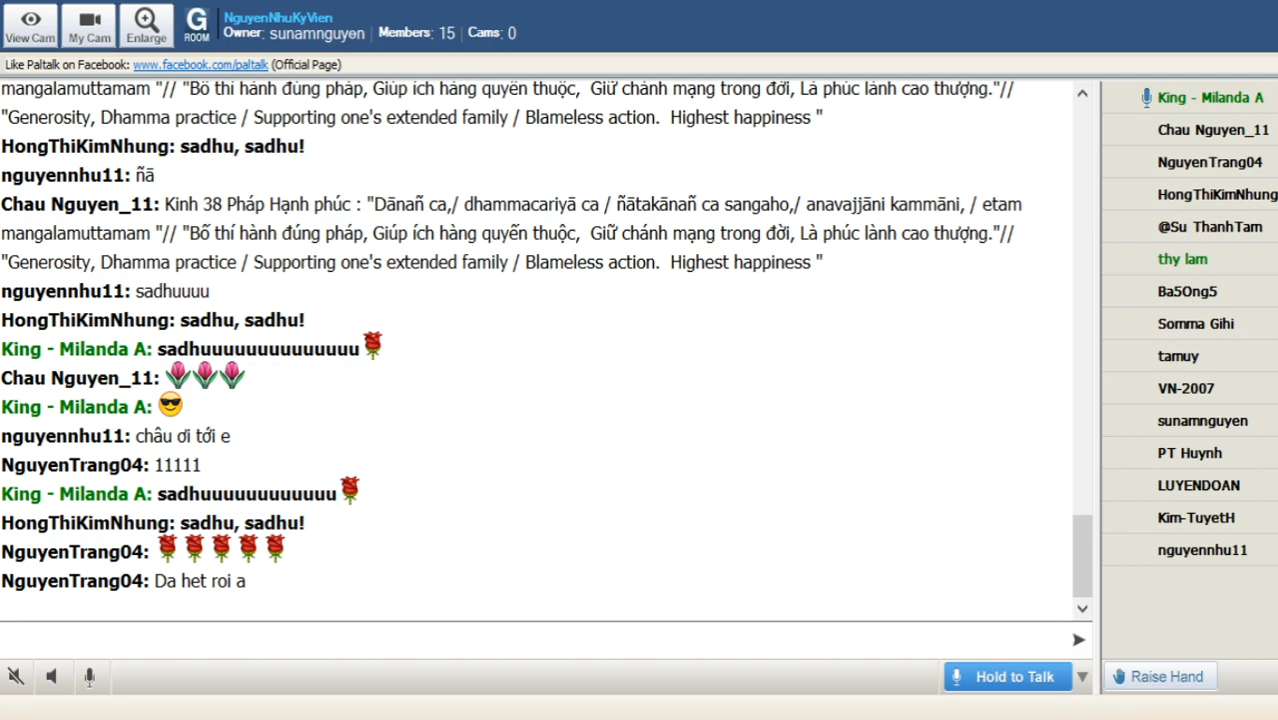 NguyenNhuKyVien
View Cam My Cam Enlarge G ROOM Owner: sunamnguyen | Members: 15 | Cams: 0
Like Paltalk on Facebook: www.facebook.com/paltalk (Official Page)
mangalamuttamam "// "Bố thí hành đúng pháp, Giúp ích hàng quyến thuộc, Giữ chánh mạng trong đời, Là phúc lành cao thượng."//
"Generosity, Dhamma practice / Supporting one's extended family / Blameless action. Highest happiness "
HongThiKimNhung: sadhu, sadhu!
nguyennhu11: ñā
Chau Nguyen_11: Kinh 38 Pháp Hạnh phúc : "Dānañ ca,/ dhammacariyā ca / ñātakānañ ca sangaho,/ anavajjāni kammāni, / etam
mangalamuttamam "// "Bố thí hành đúng pháp, Giúp ích hàng quyến thuộc, Giữ chánh mạng trong đời, Là phúc lành cao thượng."//
"Generosity, Dhamma practice / Supporting one's extended family / Blameless action. Highest happiness "
nguyennhu11: sadhuuuu
HongThiKimNhung: sadhu, sadhu!
King - Milanda A: sadhuuuuuuuuuuuuuuu
Chau Nguyen_11:
King - Milanda A:
nguyennhu11: châu ơi tới e
NguyenTrang04: 11111
King - Milanda A: sadhuuuuuuuuuuuuu
HongThiKimNhung: sadhu, sadhu!
NguyenTrang04:
NguyenTrang04: Da het roi a
King - Milanda A
Chau Nguyen_11
NguyenTrang04
HongThiKimNhung
@Su ThanhTam
thy lam
Ba5Ong5
Somma Gihi
tamuy
VN-2007
sunamnguyen
PT Huynh
LUYENDOAN
Kim-TuyetH
nguyennhu11
Hold to Talk
Raise Hand